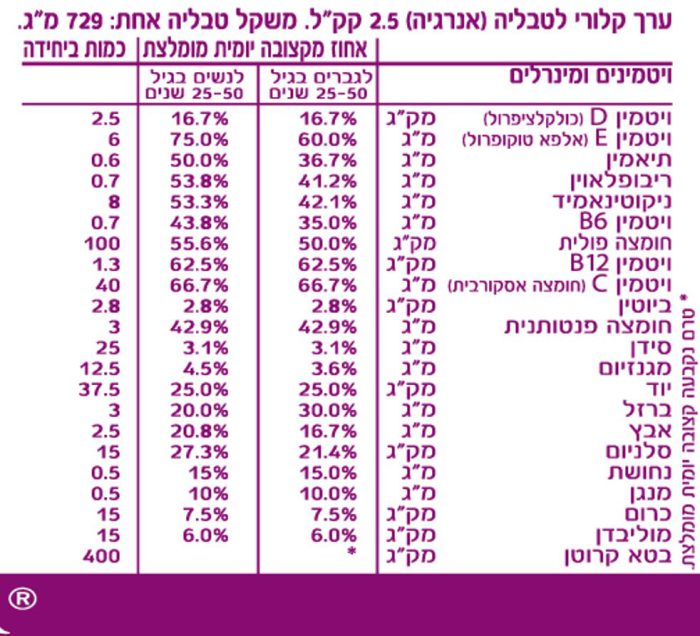 ערך קלורי לטבליה (אנרגיה) 2.5 קק"ל. משקל טבליה אחת: 729 מ"ג.
אחוז מקצובה יומית מומלצת כמות ביחידה
ויטמינים ומינרלים לגברים בגיל לנשים בגיל
25-50 שנים 25-50 שנים
ויטמין D (כולקלציפרול) מק"ג 16.7% 16.7% 2.5
ויטמין E (אלפא טוקופרול) מ"ג 60.0% 75.0% 6
תיאמין מ"ג 36.7% 50.0% 0.6
ריבופלאוין מ"ג 41.2% 53.8% 0.7
ניקוטינאמיד מ"ג 42.1% 53.3% 8
ויטמין B6 מ"ג 35.0% 43.8% 0.7
חומצה פולית מק"ג 50.0% 55.6% 100
ויטמין B12 מק"ג 62.5% 62.5% 1.3
ויטמין C (חומצה אסקורבית) מ"ג 66.7% 66.7% 40
ביוטין מק"ג 2.8% 2.8% 2.8
חומצה פנטותנית מ"ג 42.9% 42.9% 3
סידן מ"ג 3.1% 3.1% 25
מגנזיום מ"ג 3.6% 4.5% 12.5
יוד מק"ג 25.0% 25.0% 37.5
ברזל מ"ג 30.0% 20.0% 3
אבץ מ"ג 16.7% 20.8% 2.5
סלניום מק"ג 21.4% 27.3% 15
נחושת מ"ג 15.0% 15% 0.5
מנגן מ"ג 10.0% 10% 0.5
כרום מק"ג 7.5% 7.5% 15
מוליבדן מק"ג 6.0% 6.0% 15
בטא קרוטן מק"ג * 400
* טרם נקבעה קצובה יומית מומלצת.
®